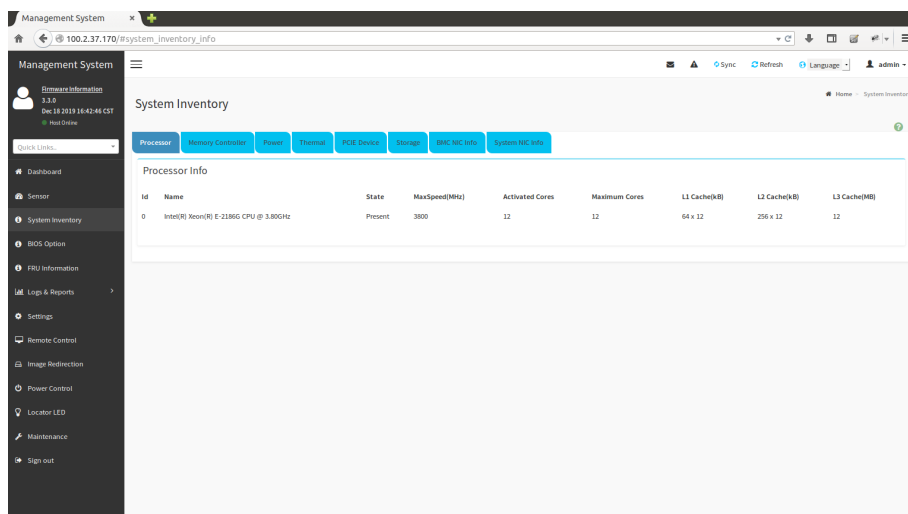 Management System
100.2.37.170/#system_inventory_info
Management System
Sync
Refresh
Language
admin
Firmware Information
3.3.0
Dec 18 2019 16:42:46 CST
Host Online
Quick Links..
Dashboard
Sensor
System Inventory
BIOS Option
FRU Information
Logs & Reports
Settings
Remote Control
Image Redirection
Power Control
Locator LED
Maintenance
Sign out
System Inventory
Home
System Inventor
Processor Memory Controller Power Thermal PCIE Device Storage BMC NIC Info System NIC Info
Processor Info
Id Name State MaxSpeed(MHz) Activated Cores Maximum Cores L1 Cache(kB) L2 Cache(kB) L3 Cache(MB)
0 Intel(R) Xeon(R) E-2186G CPU @ 3.80GHz Present 3800 12 12 64 x 12 256 x 12 12